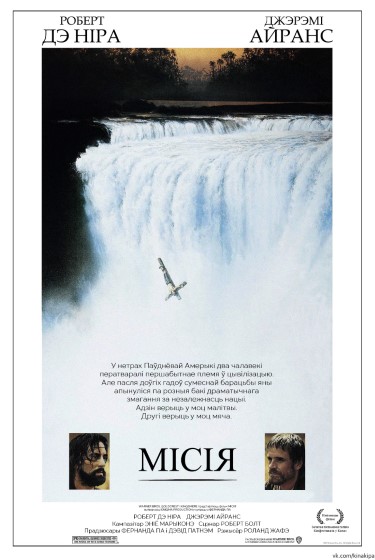 РОБЕРТ
ДЭ НІРА
ДЖЭРЭМІ
АЙРАНС
У нетрах Паўднёвай Амерыкі два чалавекі
ператваралі першабытнае племя ў цывілізацыю.
Але пасля доўгіх гадоў сумеснай барацьбы яны
апынуліся па розныя бакі драматычнага
змагання за незалежнасць нацыі.
Адзін верыць у моц малітвы.
Другі верыць у моц мяча.
МІСІЯ
РОБЕРТ ДЭ НІРА ДЖЭРЭМІ АЙРАНС
Кампазітар ЭНІЕ МАРЫКОНЭ Сцэнар РОБЕРТ БОЛТ
Прадзюсары ФЕРНАНДА ГІА І ДЭВІД ПАТНЭМ Рэжысёр РОЛАНД ЖАФЭ
vk.com/kinakipa